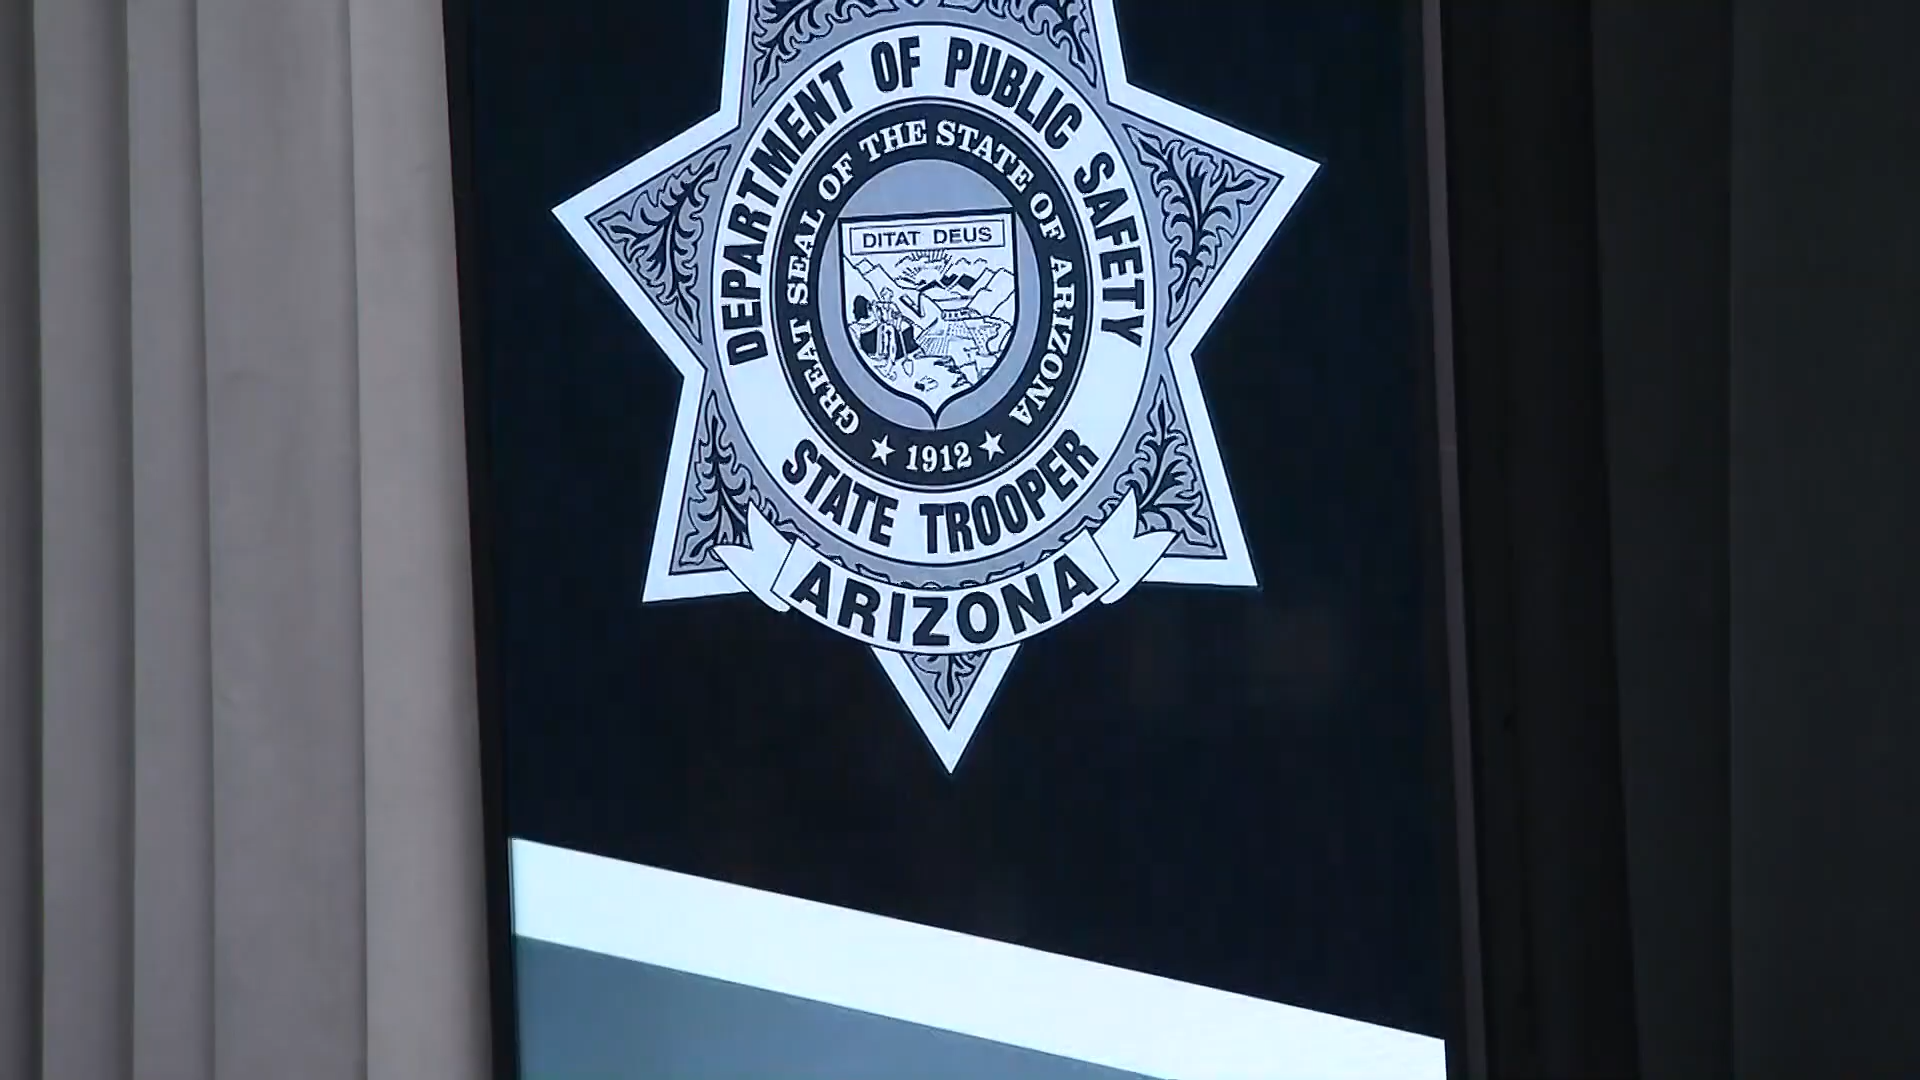 DEPARTMENT OF PUBLIC SAFETY
GREAT SEAL OF THE STATE OF ARIZONA
DITAT DEUS
★ 1912 ★
STATE TROOPER
ARIZONA